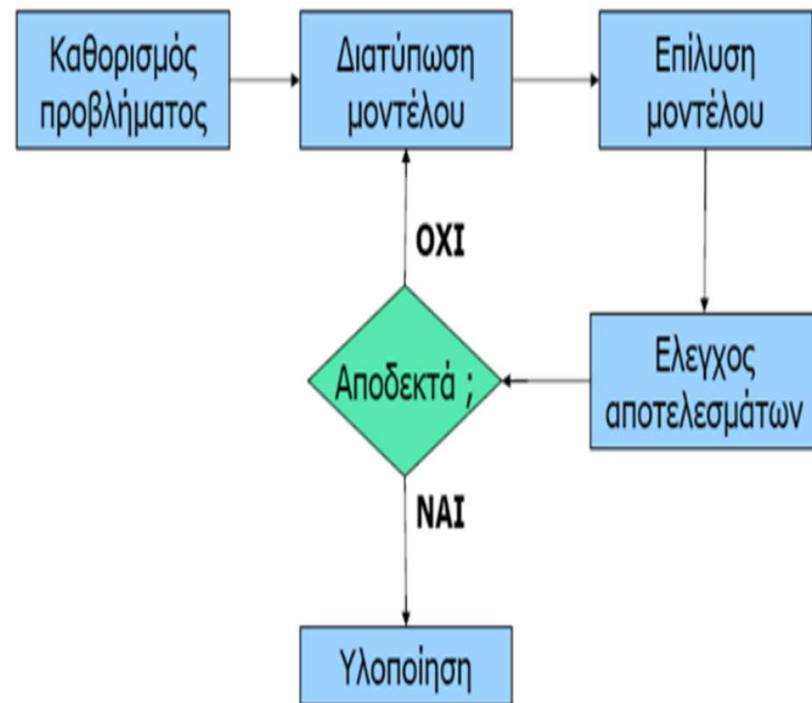 Καθορισμός
προβλήματος
Διατύπωση
μοντέλου
Επίλυση
μοντέλου
ΟΧΙ
Αποδεκτά ;
Ελεγχος
αποτελεσμάτων
ΝΑΙ
Υλοποίηση